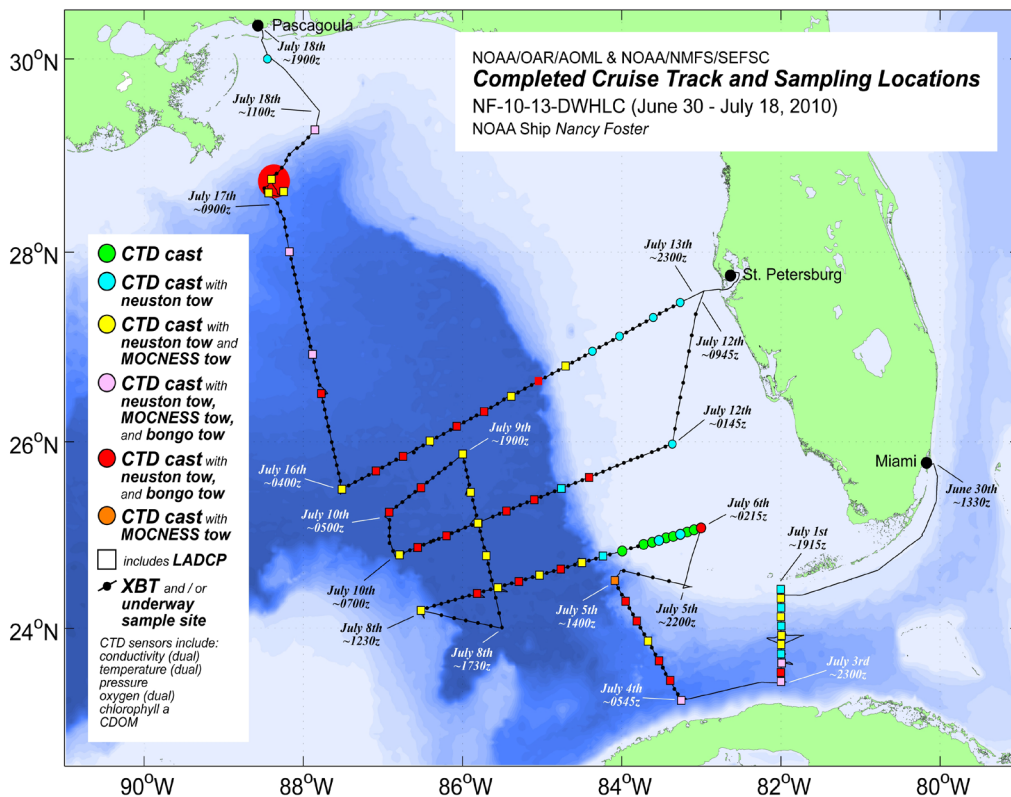 NOAA/OAR/AOML & NOAA/NMFS/SEFSC
Completed Cruise Track and Sampling Locations
NF-10-13-DWHLC (June 30 - July 18, 2010)
NOAA Ship Nancy Foster
Pascagoula
July 18th
~1900z
July 18th
~1100z
July 17th
~0900z
July 13th
~2300z
St. Petersburg
July 12th
~0945z
July 12th
~0145z
July 9th
~1900z
July 16th
~0400z
July 10th
~0500z
July 10th
~0700z
July 8th
~1230z
July 8th
~1730z
July 6th
~0215z
July 5th
~1400z
July 5th
~2200z
July 4th
~0545z
July 3rd
~2300z
July 1st
~1915z
Miami
June 30th
~1330z
CTD cast
CTD cast with
neuston tow
CTD cast with
neuston tow and
MOCNESS tow
CTD cast with
neuston tow,
MOCNESS tow,
and bongo tow
CTD cast with
neuston tow,
and bongo tow
CTD cast with
MOCNESS tow
includes LADCP
XBT and / or
underway
sample site
CTD sensors include:
conductivity (dual)
temperature (dual)
pressure
oxygen (dual)
chlorophyll a
CDOM
30°N
28°N
26°N
24°N
90°W
88°W
86°W
84°W
82°W
80°W